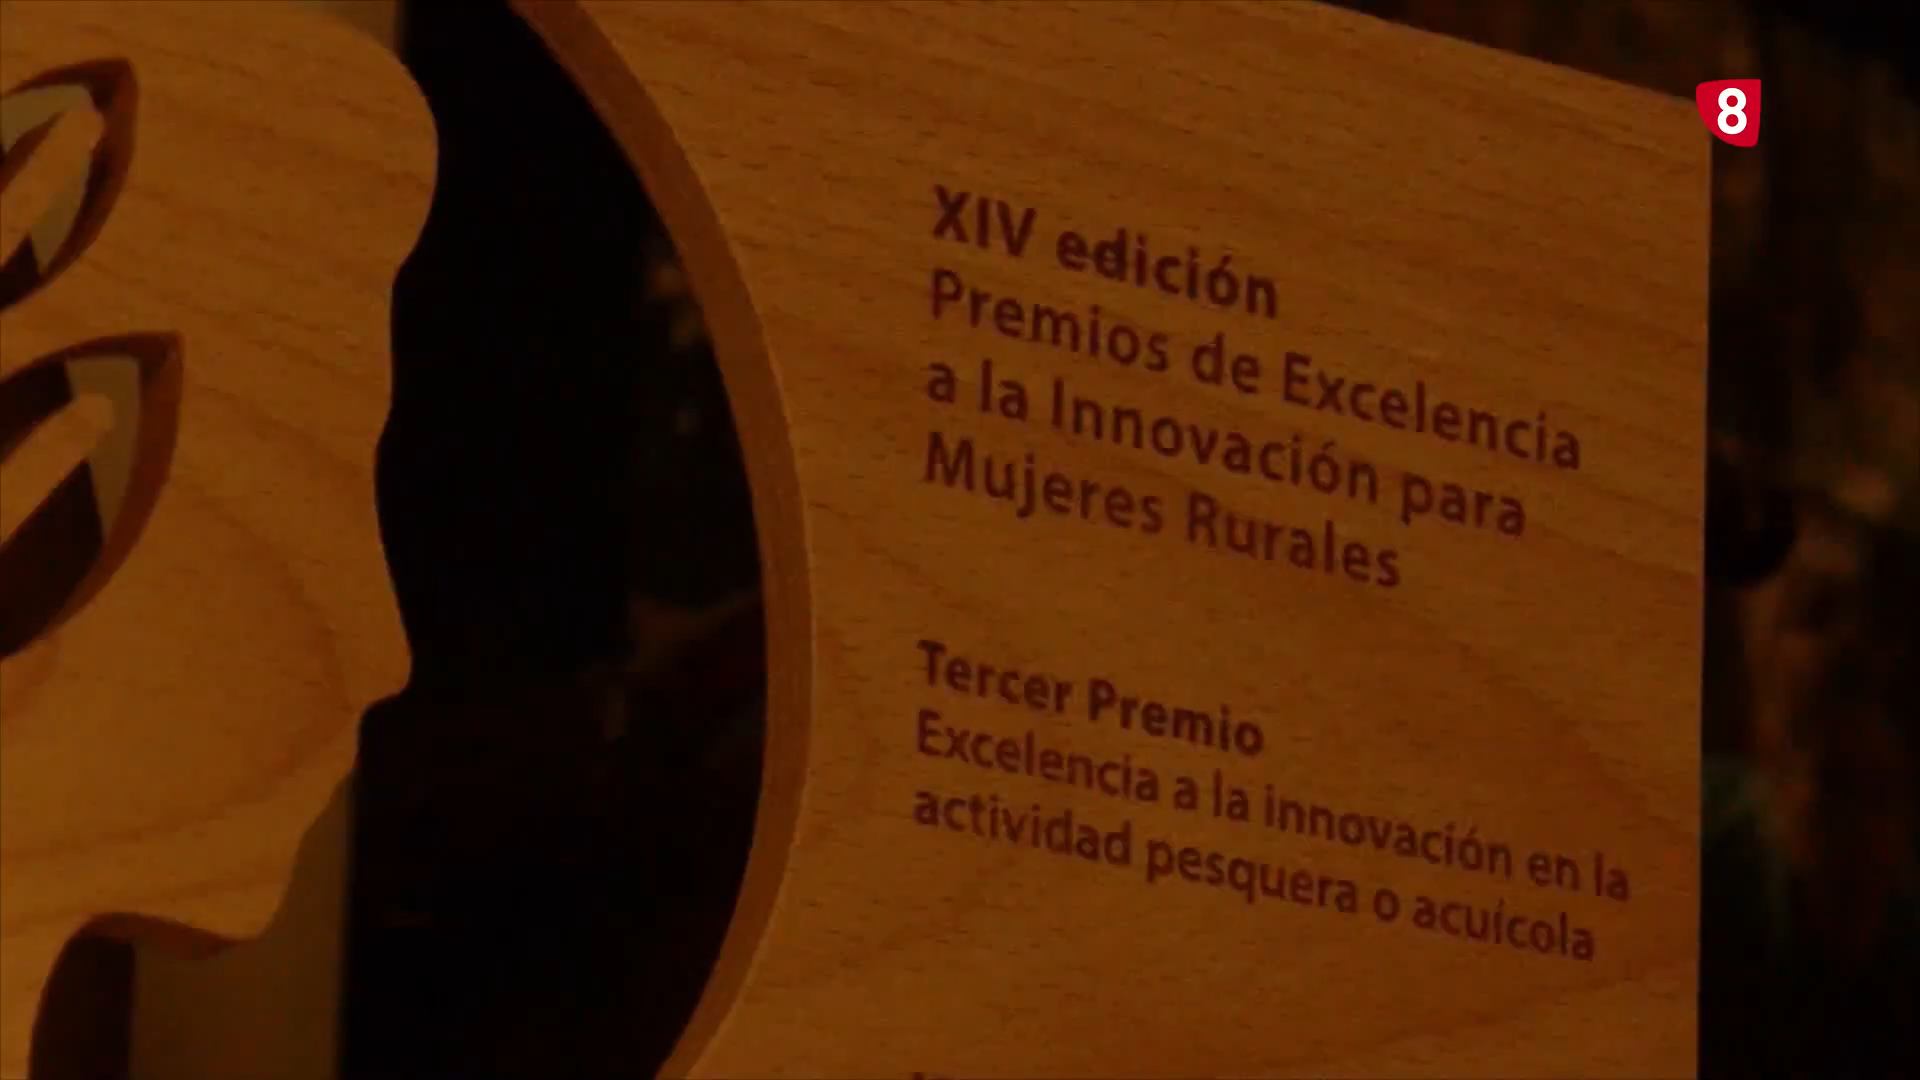 8
XIV edición
Premios de Excelencia
a la Innovación para
Mujeres Rurales
Tercer Premio
Excelencia a la innovación en la
actividad pesquera o acuícola